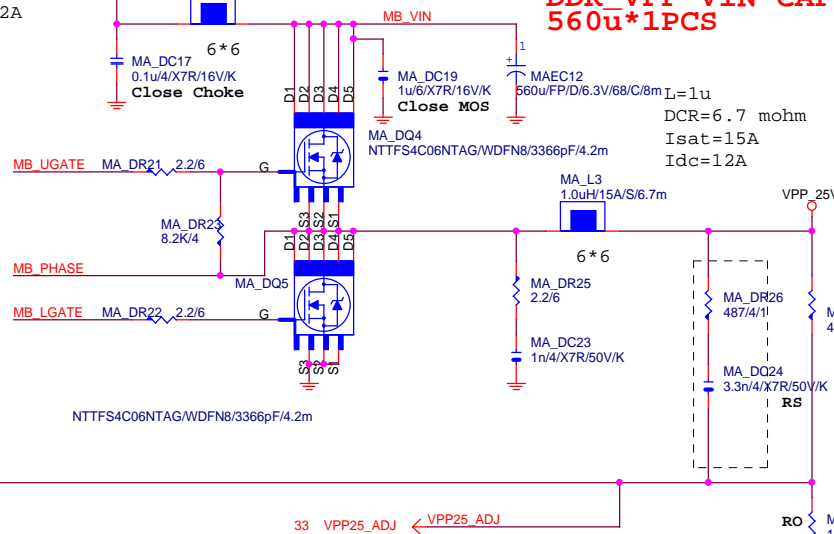 2A
DDR_VPP VIN CAP
560u*1PCS
MB_VIN
6*6
MA_DC17
0.1u/4/X7R/16V/K
Close Choke
MA_DC19
1u/6/X7R/16V/K
Close MOS
1
+
MAEC12
560u/FP/D/6.3V/68/C/8m
L=1u
DCR=6.7 mohm
Isat=15A
Idc=12A
D1
D2
D3
D4
D5
MA_DQ4
NTTFS4C06NTAG/WDFN8/3366pF/4.2m
MB_UGATE
MA_DR21
2.2/6
G
S3
S2
S1
MA_L3
1.0uH/15A/S/6.7m
6*6
VPP_25V
MA_DR23
8.2K/4
D1
D2
D3
D4
D5
MB_PHASE
MA_DQ5
MB_LGATE
MA_DR22
2.2/6
G
S3
S2
S1
MA_DR25
2.2/6
MA_DR26
487/4/1
M
4
MA_DC23
1n/4/X7R/50V/K
MA_DC24
3.3n/4/X7R/50V/K
RS
NTTFS4C06NTAG/WDFN8/3366pF/4.2m
33
VPP25_ADJ
VPP25_ADJ
RO
M
1